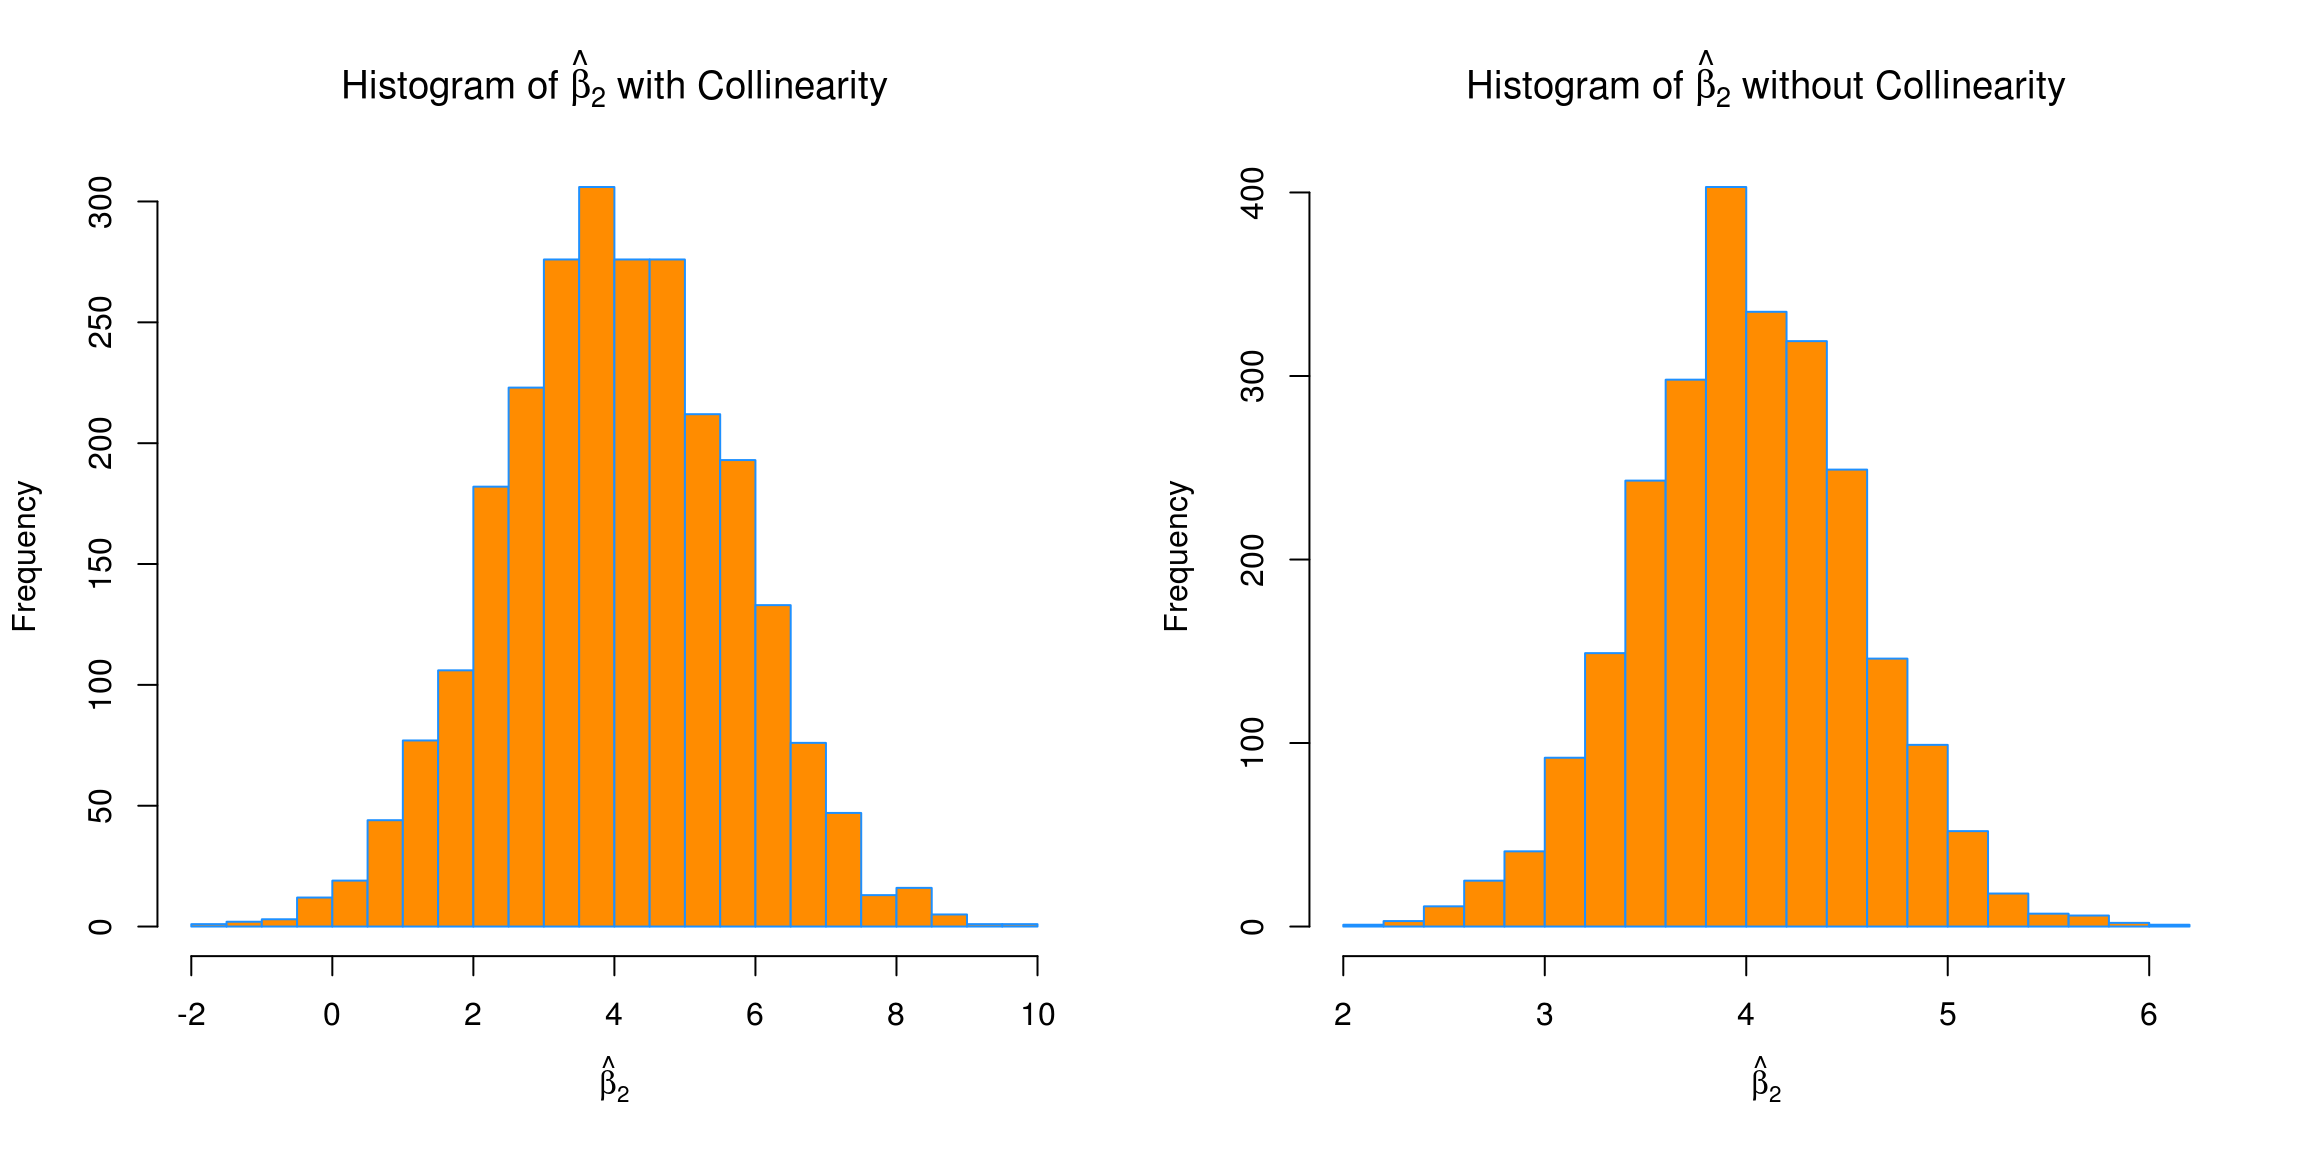 Histogram of β̂₂ with Collinearity
Frequency
300
250
200
150
100
50
0
-2 0 2 4 6 8 10
β̂₂
Histogram of β̂₂ without Collinearity
Frequency
400
300
200
100
0
2 3 4 5 6
β̂₂